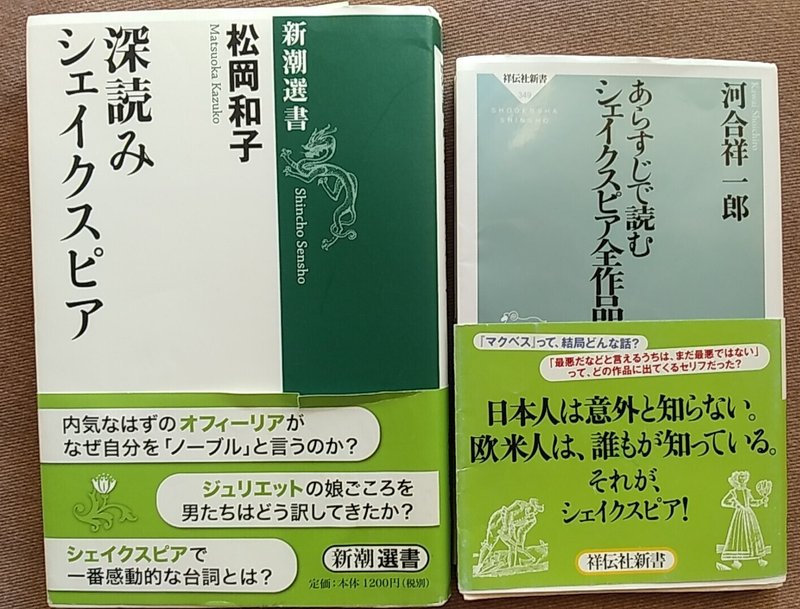 新潮選書
Shincho Sensho
松岡和子
Matsuoka Kazuko
深読み
シェイクスピア
内気なはずのオフィーリアが
なぜ自分を「ノーブル」と言うのか?
ジュリエットの娘ごころを
男たちはどう訳してきたか?
シェイクスピアで
一番感動的な台詞とは?
新潮選書
定価:本体1200円(税別)
祥伝社新書
349
SHODENSHA
SHINSHO
河合祥一郎
あらすじで読む
シェイクスピア全作品
『マクベス』って、結局どんな話?
「最悪だなどと言えるうちは、まだ最悪ではない」
って、どの作品に出てくるセリフだった?
日本人は意外と知らない。
欧米人は、誰もが知っている。
それが、
シェイクスピア!
祥伝社新書